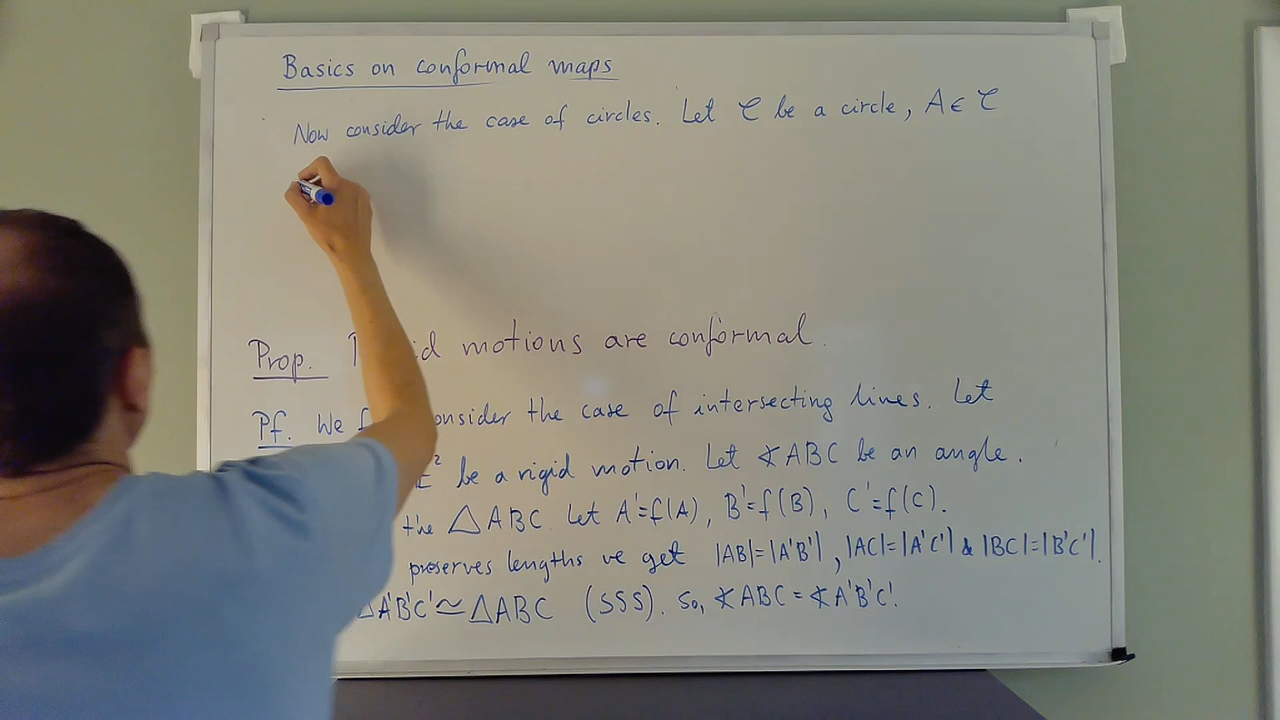 Basics on conformal maps
Now consider the case of circles. Let 𝒞 be a circle, A ∈ 𝒞
Prop. motions are conformal.
Pf. We consider the case of intersecting lines. Let
be a rigid motion. Let ∢ABC be an angle.
the △ABC. Let A'=f(A), B'=f(B), C'=f(C).
preserves lengths we get |AB|=|A'B'|, |AC|=|A'C'| & |BC|=|B'C'|.
△A'B'C' ≃ △ABC (SSS). So, ∢ABC = ∢A'B'C'.